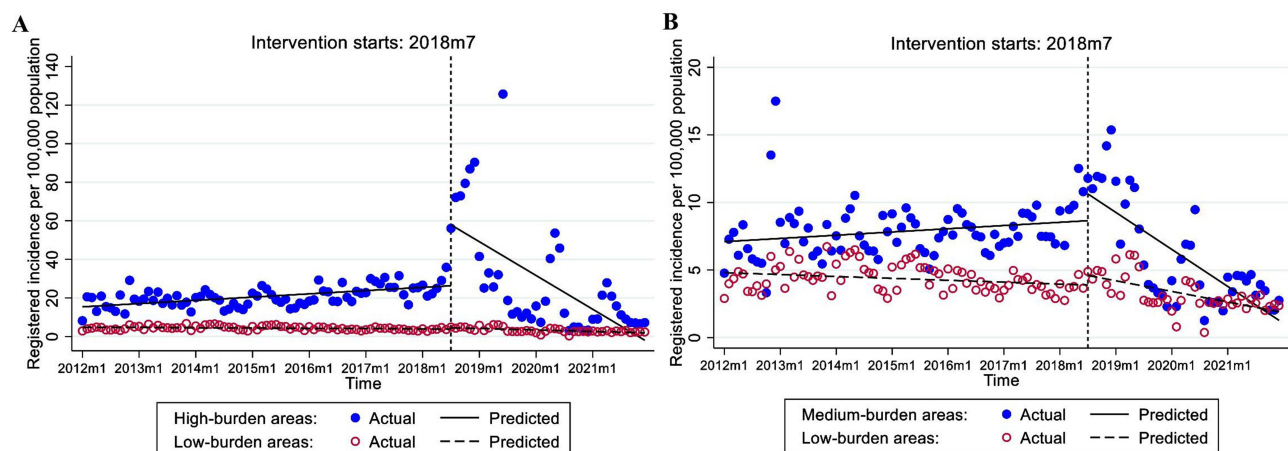 A
Intervention starts: 2018m7
Registered incidence per 100,000 population
140
120
100
80
60
40
20
0
2012m1 2013m1 2014m1 2015m1 2016m1 2017m1 2018m1 2019m1 2020m1 2021m1
Time
High-burden areas: Actual Predicted
Low-burden areas: Actual Predicted
B
Intervention starts: 2018m7
Registered incidence per 100,000 population
20
15
10
5
0
2012m1 2013m1 2014m1 2015m1 2016m1 2017m1 2018m1 2019m1 2020m1 2021m1
Time
Medium-burden areas: Actual Predicted
Low-burden areas: Actual Predicted